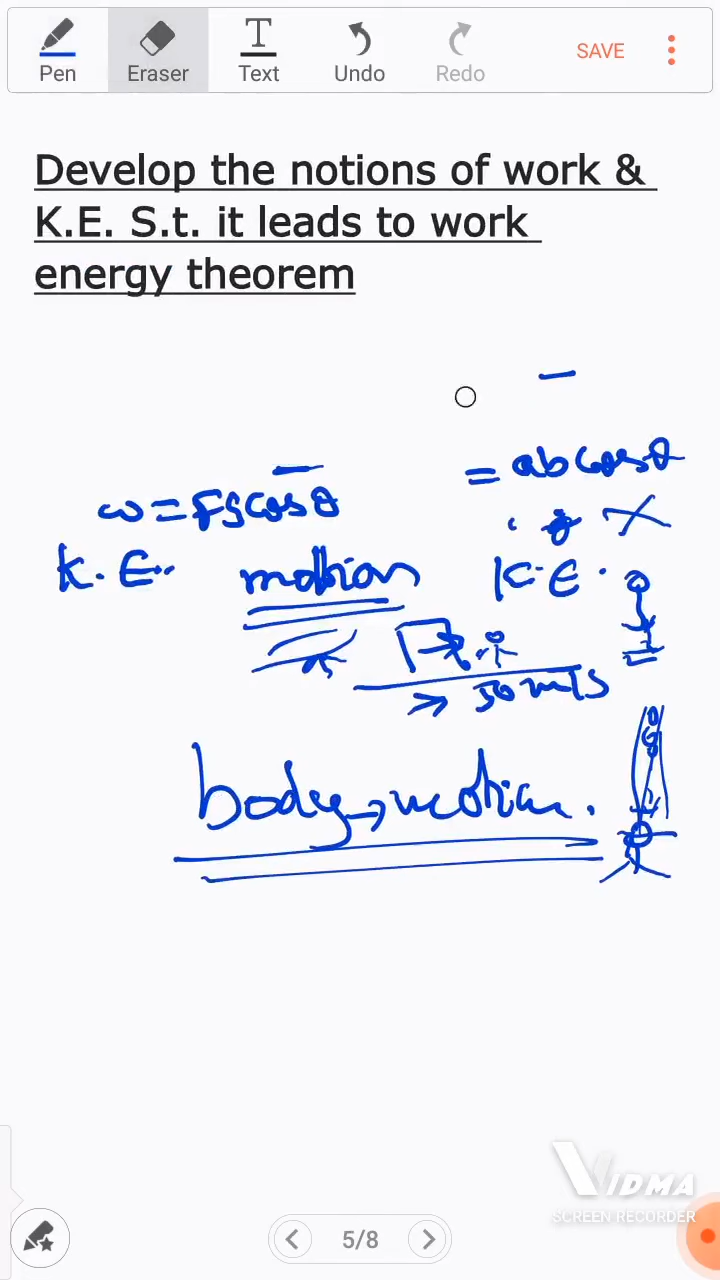 Pen
Eraser
Text
Undo
Redo
SAVE
Develop the notions of work &
K.E. S.t. it leads to work
energy theorem
= ab cos θ
w = Fs cos θ
K.E.
motion
K.E.
50 m/s
body → motion.
5/8
VIDMA
SCREEN RECORDER